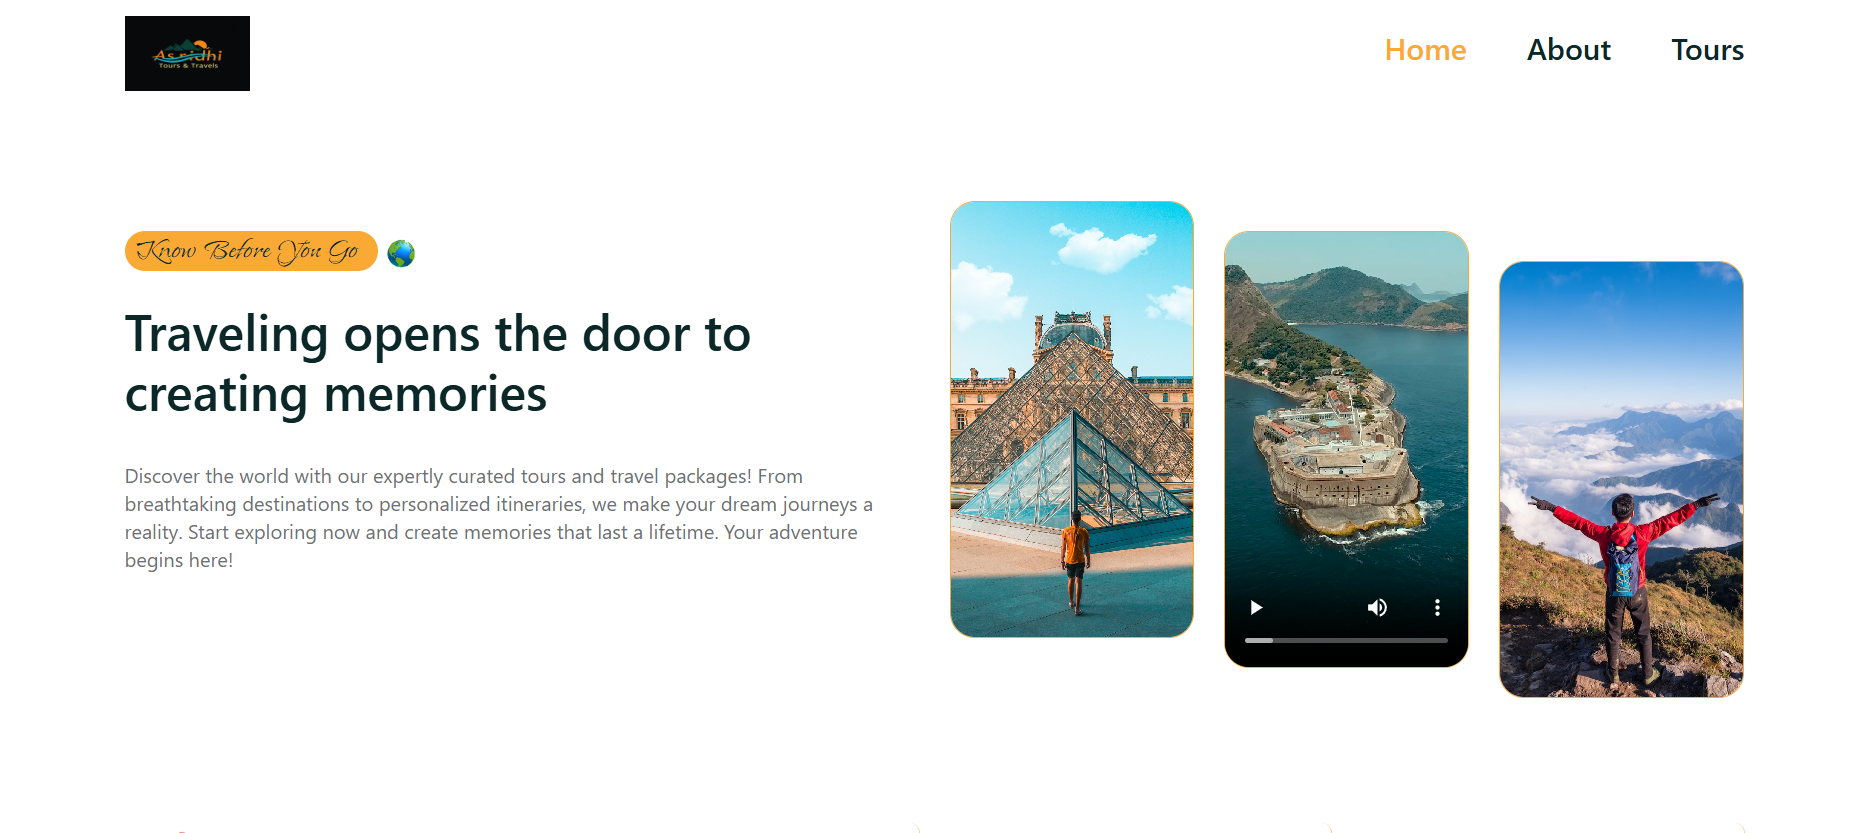 As ridhi
Tours & Travels
Home
About
Tours
Know Before You Go
Traveling opens the door to
creating memories
Discover the world with our expertly curated tours and travel packages! From
breathtaking destinations to personalized itineraries, we make your dream journeys a
reality. Start exploring now and create memories that last a lifetime. Your adventure
begins here!